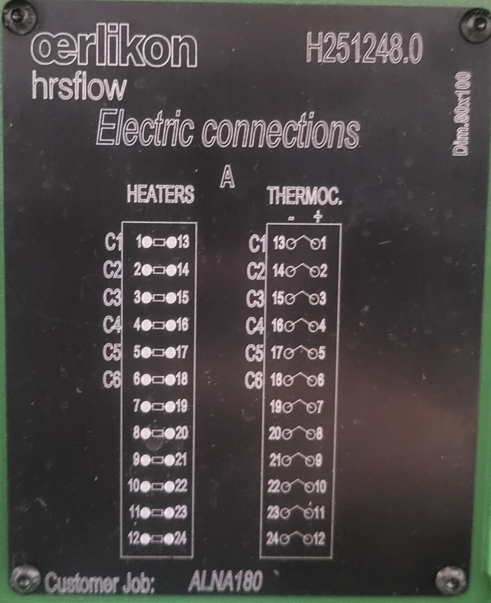 œrlikon
hrsflow
H251248.0
Dim.80x100
Electric connections
A
HEATERS THERMOC.
- +
C1 1 13 C1 13 1
C2 2 14 C2 14 2
C3 3 15 C3 15 3
C4 4 16 C4 16 4
C5 5 17 C5 17 5
C6 6 18 C6 18 6
7 19 19 7
8 20 20 8
9 21 21 9
10 22 22 10
11 23 23 11
12 24 24 12
Customer Job: ALNA180